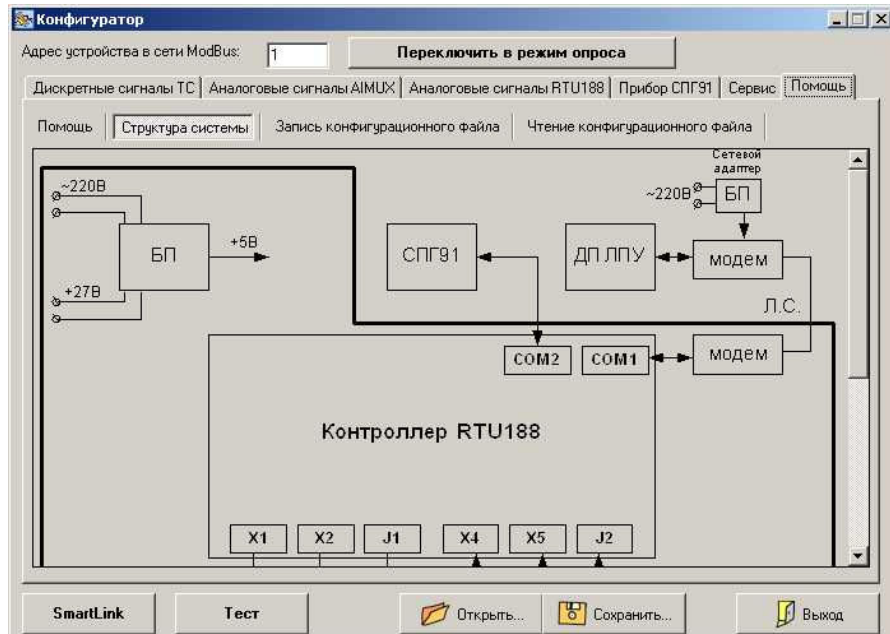 Конфигуратор
Адрес устройства в сети ModBus: 1 Переключить в режим опроса
Дискретные сигналы ТС Аналоговые сигналы AIMUX Аналоговые сигналы RTU188 Прибор СПГ91 Сервис Помощь
Помощь Структура системы Запись конфигурационного файла Чтение конфигурационного файла
Сетевой
адаптер
~220В
~220В БП
БП +5В СПГ91 ДП ЛПУ модем
+27В
Л.С.
COM2 COM1 модем
Контроллер RTU188
X1 X2 J1 X4 X5 J2
SmartLink Тест Открыть... Сохранить... Выход